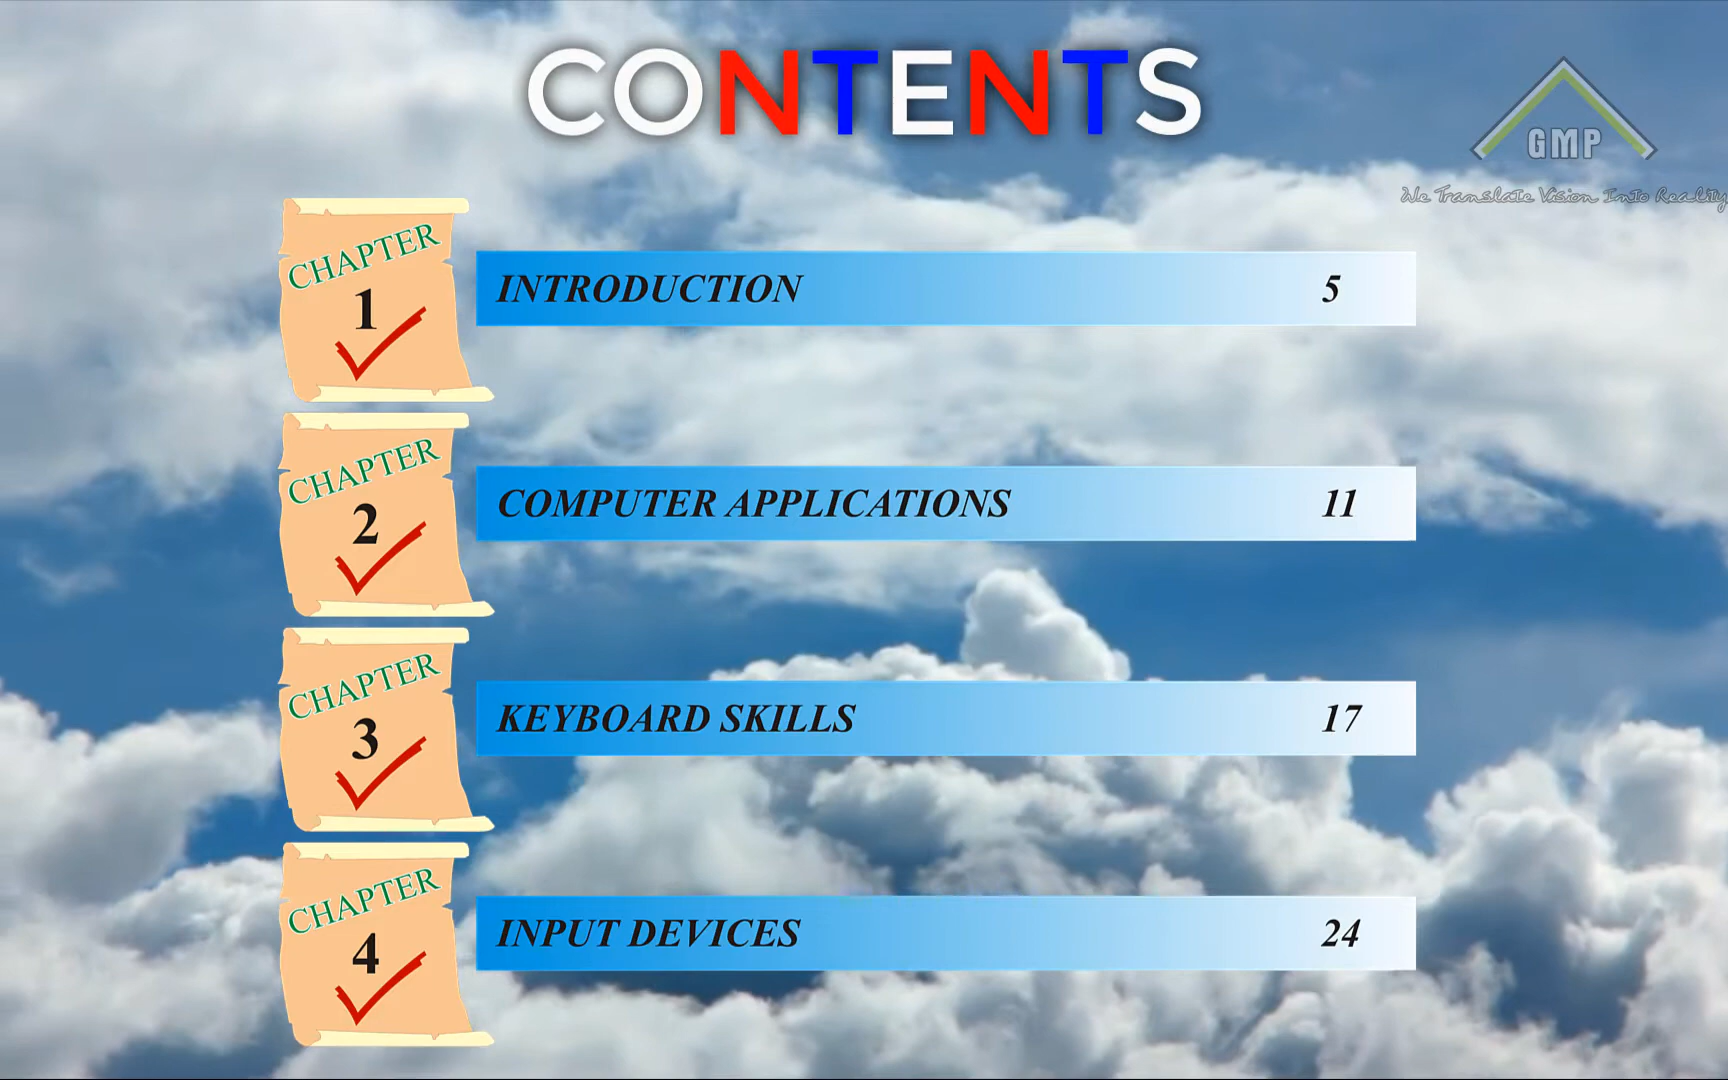 CONTENTS
GMP
We Translate Vision Into Reality
CHAPTER
1
INTRODUCTION 5
CHAPTER
2
COMPUTER APPLICATIONS 11
CHAPTER
3
KEYBOARD SKILLS 17
CHAPTER
4
INPUT DEVICES 24